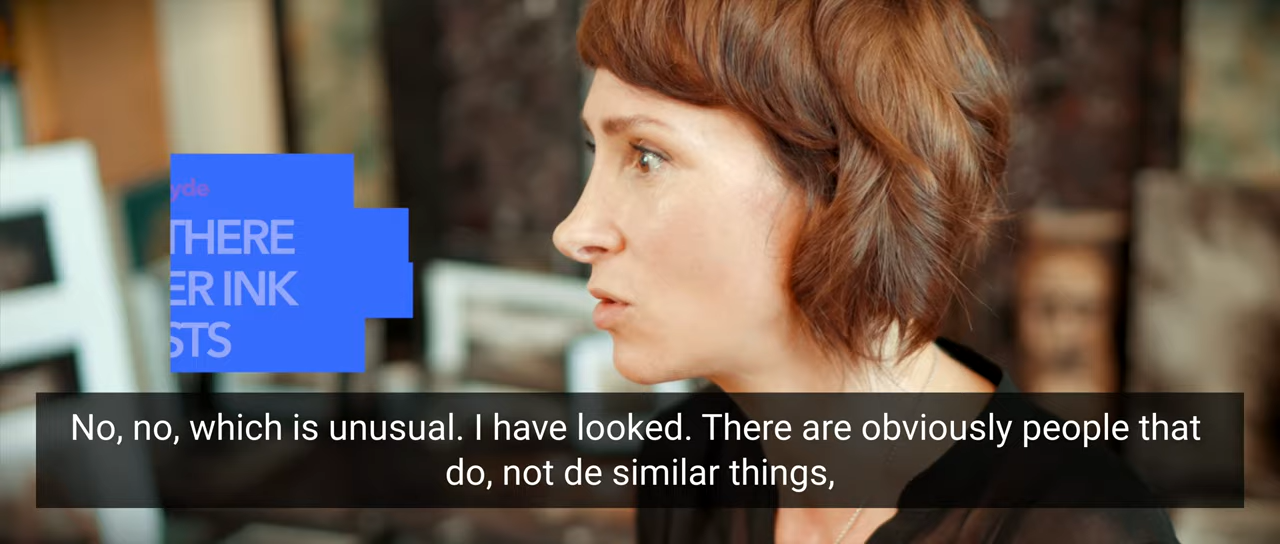 yde
THERE
ER INK
STS
No, no, which is unusual. I have looked. There are obviously people that
do, not de similar things,